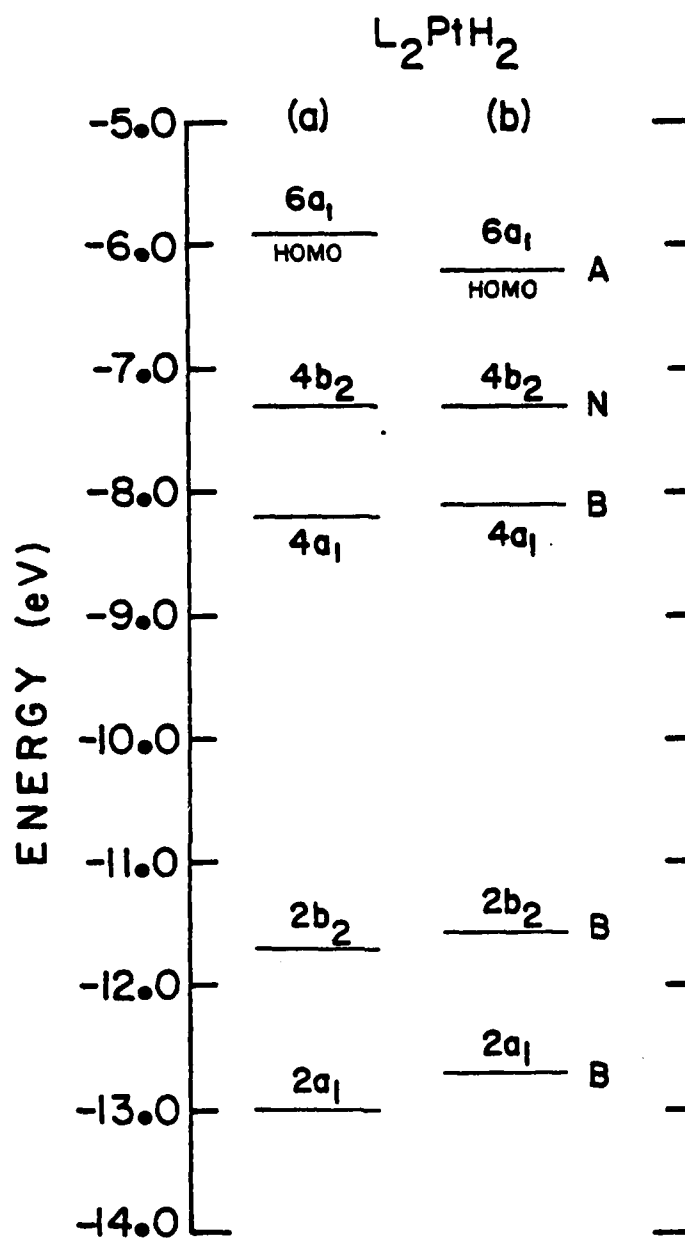 L₂PtH₂
(a) (b)
-5.0
6a₁
HOMO
-6.0
6a₁
HOMO A
-7.0
4b₂ 4b₂ N
-8.0
B
4a₁ 4a₁
-9.0
-10.0
-11.0
2b₂ 2b₂ B
-12.0
2a₁ B
2a₁
-13.0
-14.0
ENERGY (eV)